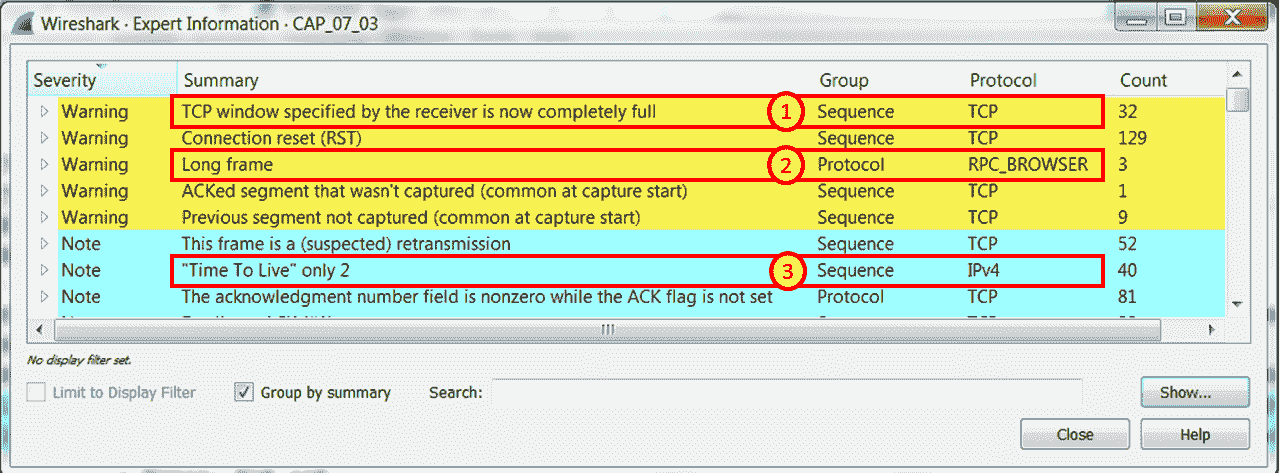 Wireshark · Expert Information · CAP_07_03
Severity Summary Group Protocol Count
Warning TCP window specified by the receiver is now completely full 1 Sequence TCP 32
Warning Connection reset (RST) Sequence TCP 129
Warning Long frame 2 Protocol RPC_BROWSER 3
Warning ACKed segment that wasn't captured (common at capture start) Sequence TCP 1
Warning Previous segment not captured (common at capture start) Sequence TCP 9
Note This frame is a (suspected) retransmission Sequence TCP 52
Note "Time To Live" only 2 3 Sequence IPv4 40
Note The acknowledgment number field is nonzero while the ACK flag is not set Protocol TCP 81
No display filter set.
Limit to Display Filter Group by summary Search: Show...
Close Help